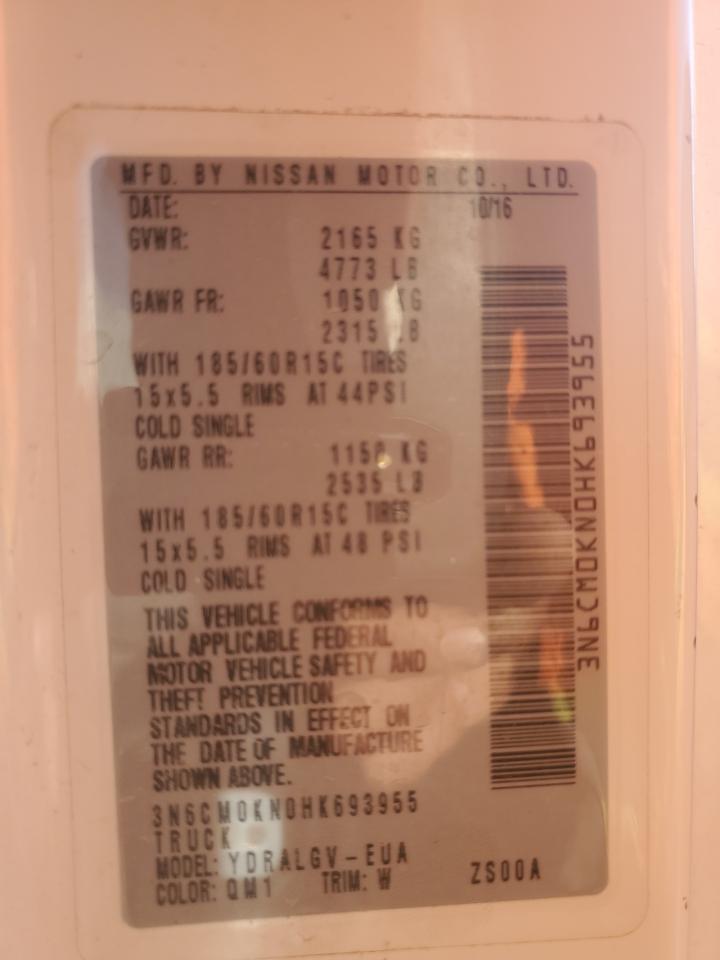 MFD. BY NISSAN MOTOR CO., LTD.
DATE: 10/16
GVWR: 2165 KG
4773 LB
GAWR FR: 1050 KG
2315 LB
WITH 185/60R15C TIRES
15x5.5 RIMS AT 44PSI
COLD SINGLE
GAWR RR: 1150 KG
2535 LB
WITH 185/60R15C TIRES
15x5.5 RIMS AT 48 PSI
COLD SINGLE
THIS VEHICLE CONFORMS TO
ALL APPLICABLE FEDERAL
MOTOR VEHICLE SAFETY AND
THEFT PREVENTION
STANDARDS IN EFFECT ON
THE DATE OF MANUFACTURE
SHOWN ABOVE.
3N6CM0KN0HK693955
TRUCK
MODEL: YDRALGV-EUA
COLOR: QM1 TRIM: W ZS00A
3N6CM0KN0HK693955